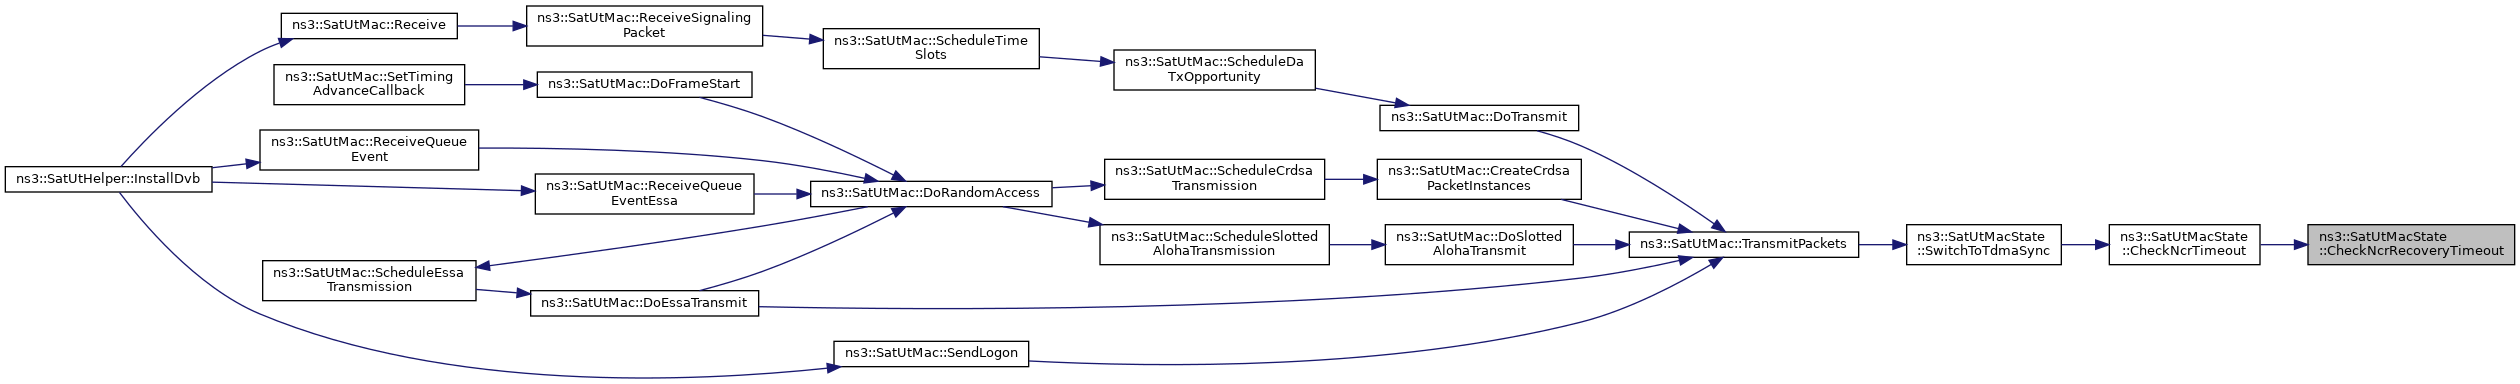 ns3::SatUtHelper::InstallDvb
ns3::SatUtMac::Receive
ns3::SatUtMac::SetTiming
AdvanceCallback
ns3::SatUtMac::ReceiveQueue
Event
ns3::SatUtMac::ScheduleEssa
Transmission
ns3::SatUtMac::ReceiveSignaling
Packet
ns3::SatUtMac::DoFrameStart
ns3::SatUtMac::ReceiveQueue
EventEssa
ns3::SatUtMac::DoEssaTransmit
ns3::SatUtMac::ScheduleTime
Slots
ns3::SatUtMac::DoRandomAccess
ns3::SatUtMac::SendLogon
ns3::SatUtMac::ScheduleDa
TxOpportunity
ns3::SatUtMac::ScheduleCrdsa
Transmission
ns3::SatUtMac::ScheduleSlotted
AlohaTransmission
ns3::SatUtMac::DoTransmit
ns3::SatUtMac::CreateCrdsa
PacketInstances
ns3::SatUtMac::DoSlotted
AlohaTransmit
ns3::SatUtMac::TransmitPackets
ns3::SatUtMacState
::SwitchToTdmaSync
ns3::SatUtMacState
::CheckNcrTimeout
ns3::SatUtMacState
::CheckNcrRecoveryTimeout